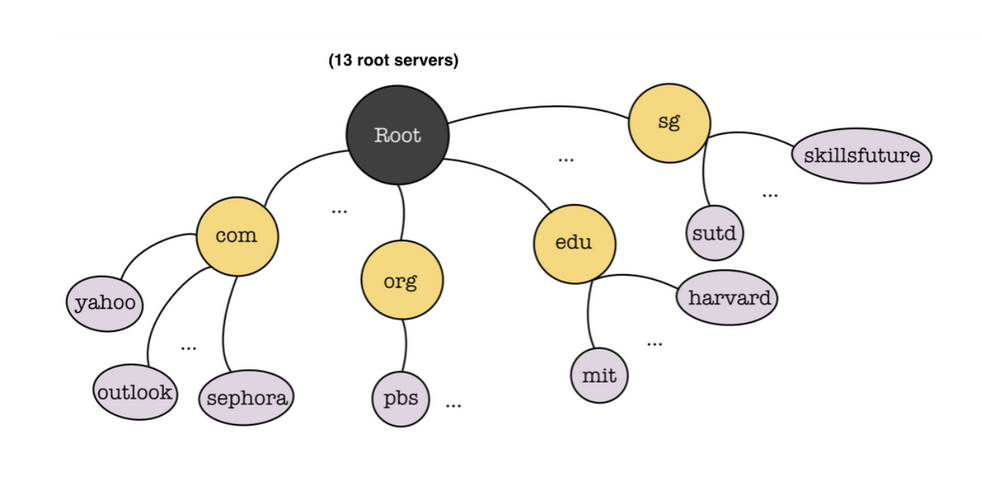 (13 root servers)
Root
sg
skillsfuture
...
...
sutd
...
com
edu
org
harvard
yahoo
...
...
mit
outlook
sephora
pbs
...